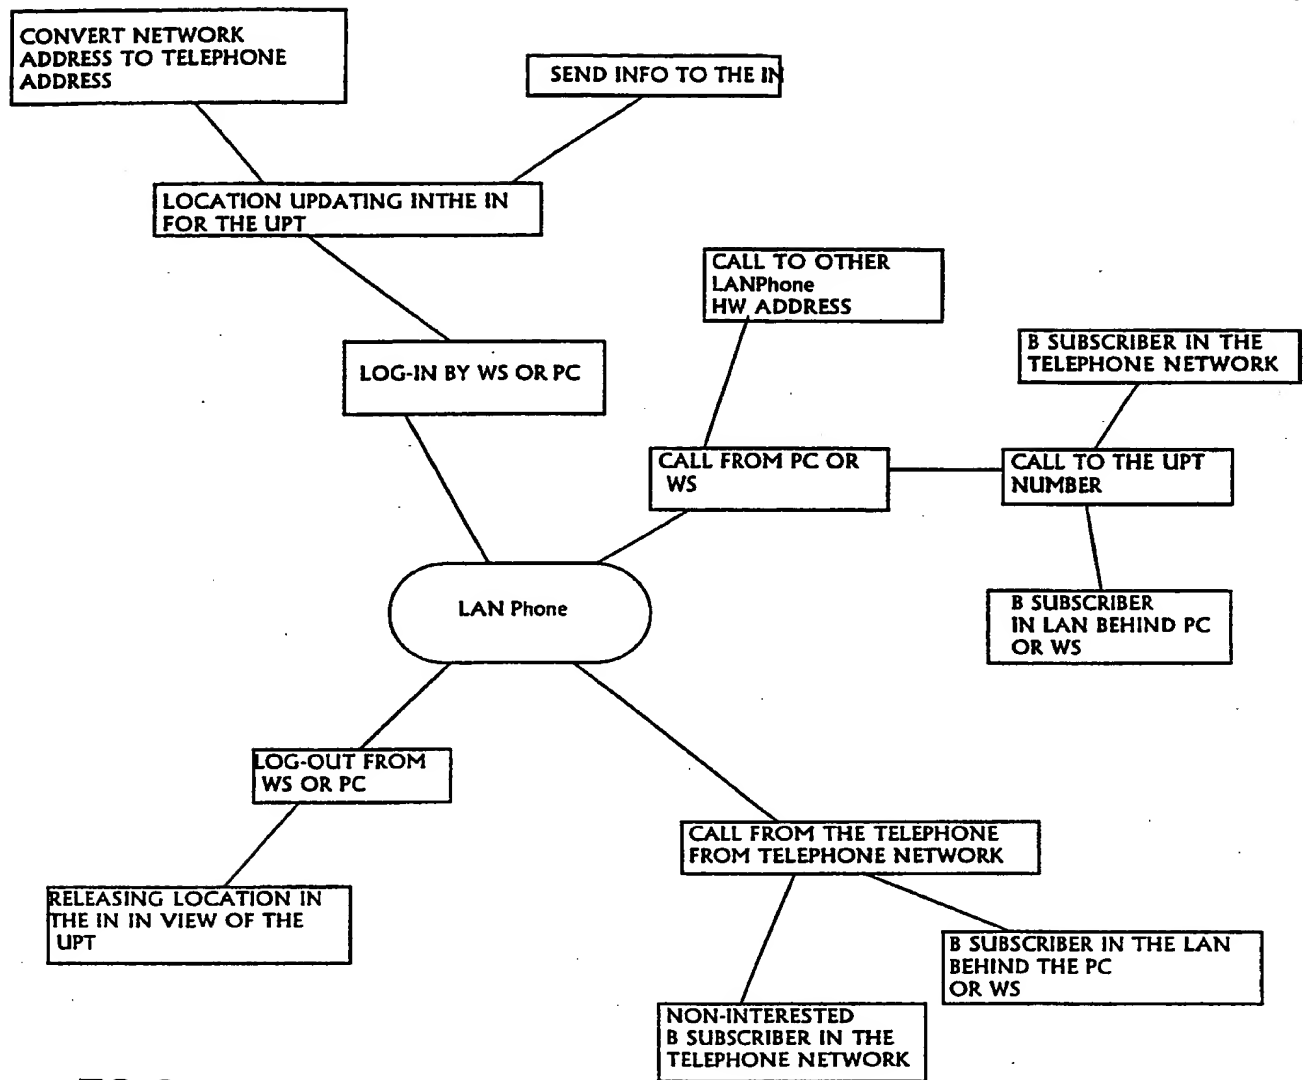 CONVERT NETWORK
ADDRESS TO TELEPHONE
ADDRESS
SEND INFO TO THE IN
LOCATION UPDATING INTHE IN
FOR THE UPT
CALL TO OTHER
LANPhone
HW ADDRESS
B SUBSCRIBER IN THE
TELEPHONE NETWORK
LOG-IN BY WS OR PC
CALL FROM PC OR
WS
CALL TO THE UPT
NUMBER
LAN Phone
B SUBSCRIBER
IN LAN BEHIND PC
OR WS
LOG-OUT FROM
WS OR PC
CALL FROM THE TELEPHONE
FROM TELEPHONE NETWORK
RELEASING LOCATION IN
THE IN IN VIEW OF THE
UPT
B SUBSCRIBER IN THE LAN
BEHIND THE PC
OR WS
NON-INTERESTED
B SUBSCRIBER IN THE
TELEPHONE NETWORK